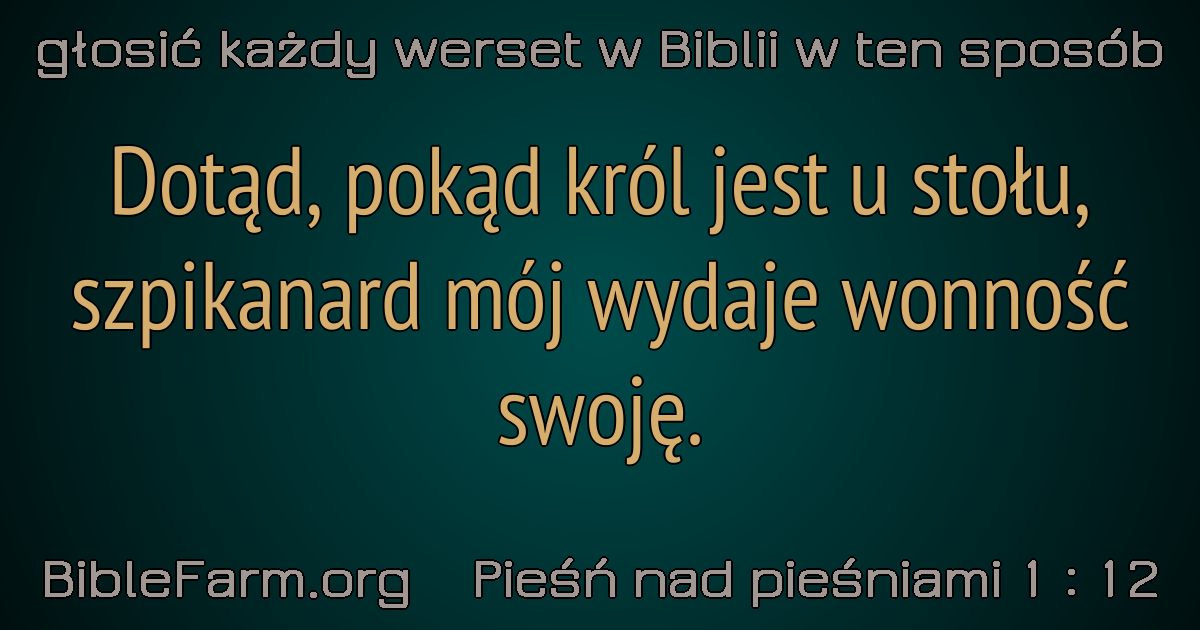 głosić każdy werset w Biblii w ten sposób
Dotąd, pokąd król jest u stołu,
szpikanard mój wydaje wonność
swoję.
BibleFarm.org Pieśń nad pieśniami 1 : 12